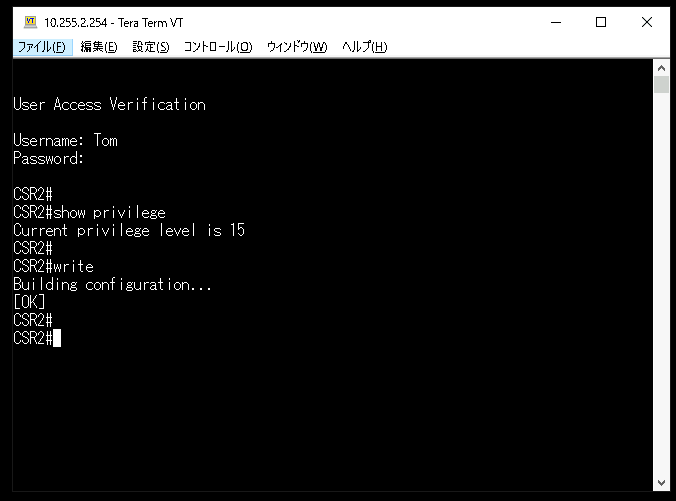 VT
10.255.2.254 - Tera Term VT
ファイル(F) 編集(E) 設定(S) コントロール(O) ウィンドウ(W) ヘルプ(H)
User Access Verification
Username: Tom
Password:
CSR2#
CSR2#show privilege
Current privilege level is 15
CSR2#
CSR2#write
Building configuration...
[OK]
CSR2#
CSR2#